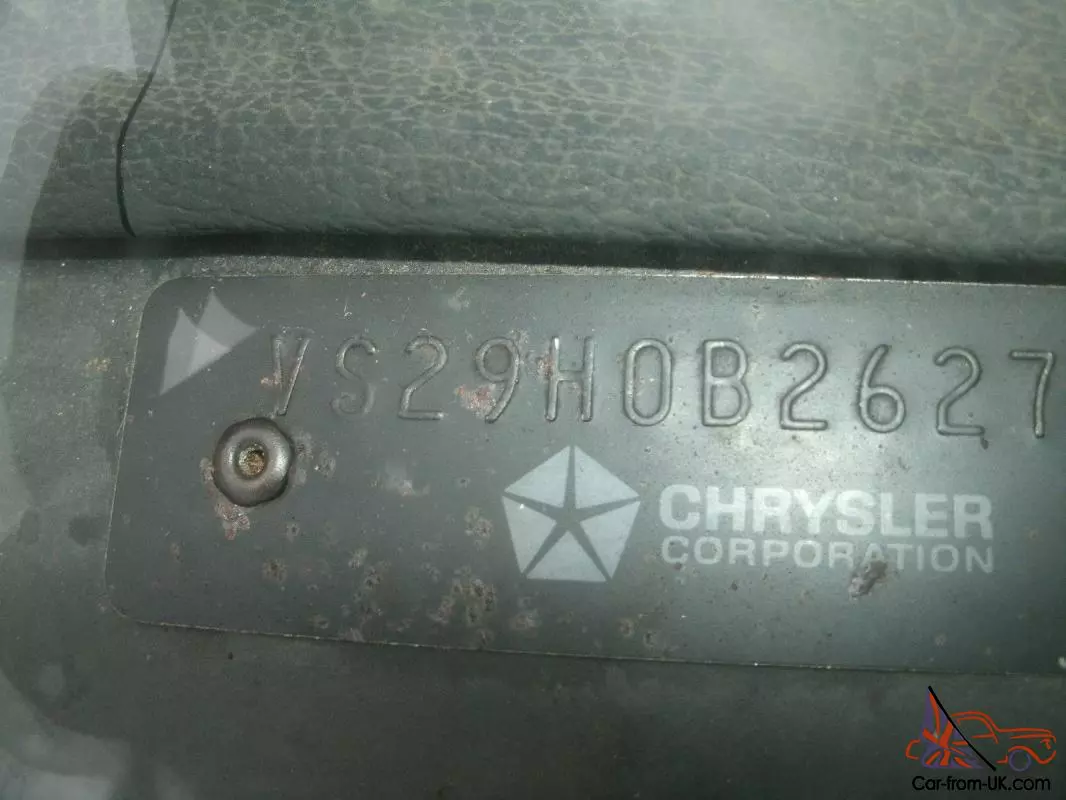 VS29H0B2627
CHRYSLER
CORPORATION
Car-from-UK.com